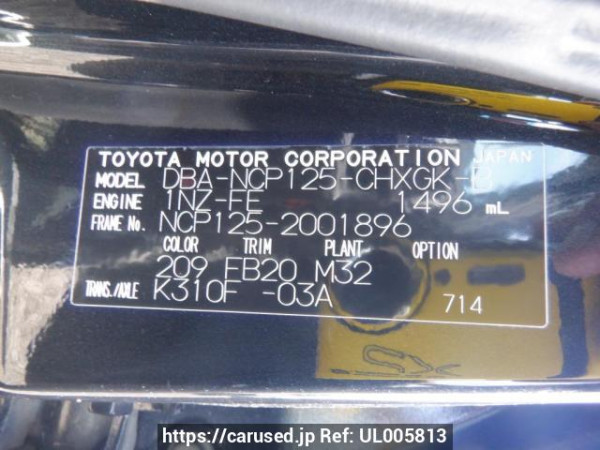 TOYOTA MOTOR CORPORATION JAPAN
MODEL DBA-NCP125-CHXGK-B
ENGINE 1NZ-FE 1496 mL
FRAME No. NCP125-2001896
COLOR TRIM PLANT OPTION
209 FB20 M32
TRANS./AXLE K310F -03A 714
https://carused.jp Ref: UL005813